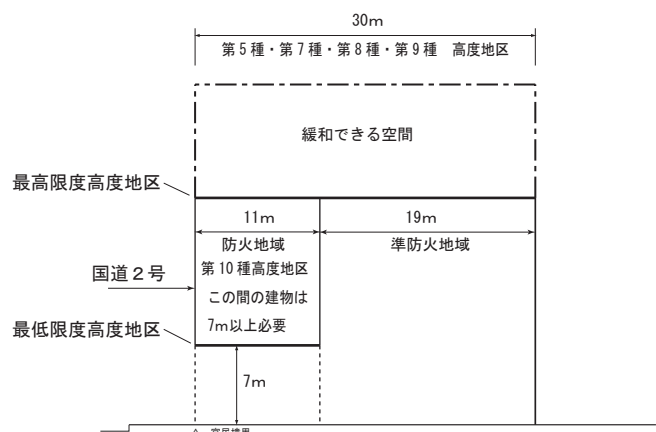 30m
第5種・第7種・第8種・第9種 高度地区
緩和できる空間
最高限度高度地区
11m
19m
防火地域
準防火地域
第10種高度地区
国道２号
この間の建物は
7m以上必要
最低限度高度地区
7m